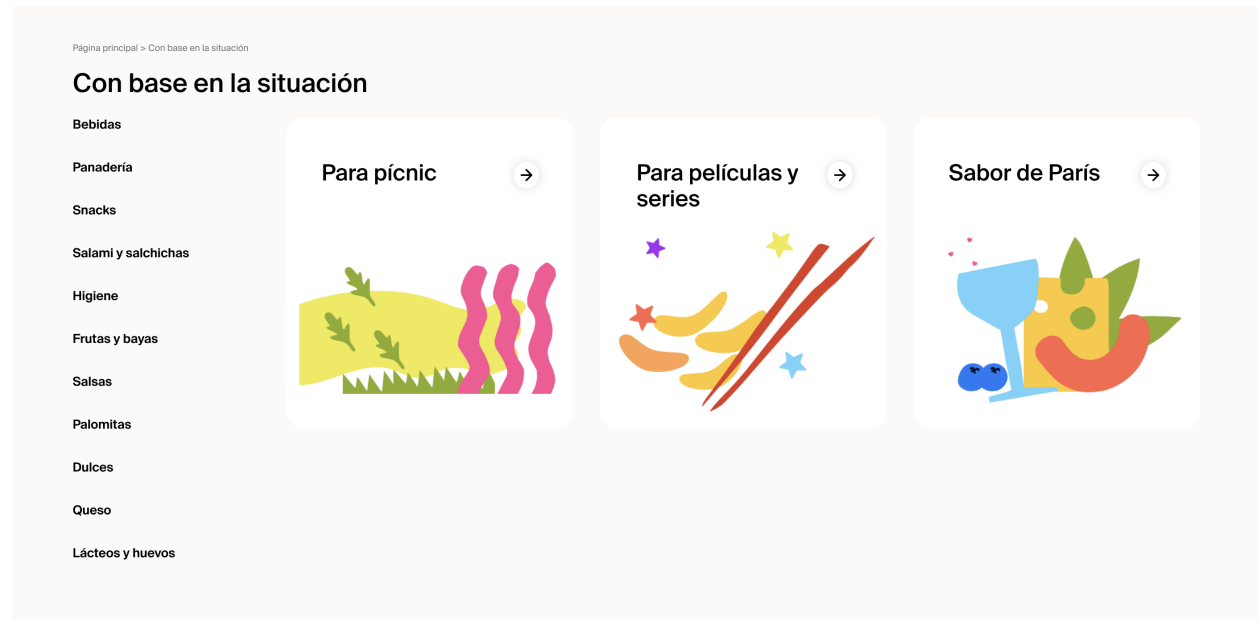 Página principal > Con base en la situación
Con base en la situación
Bebidas
Panadería
Snacks
Salami y salchichas
Higiene
Frutas y bayas
Salsas
Palomitas
Dulces
Queso
Lácteos y huevos
Para pícnic
Para películas y
series
Sabor de París